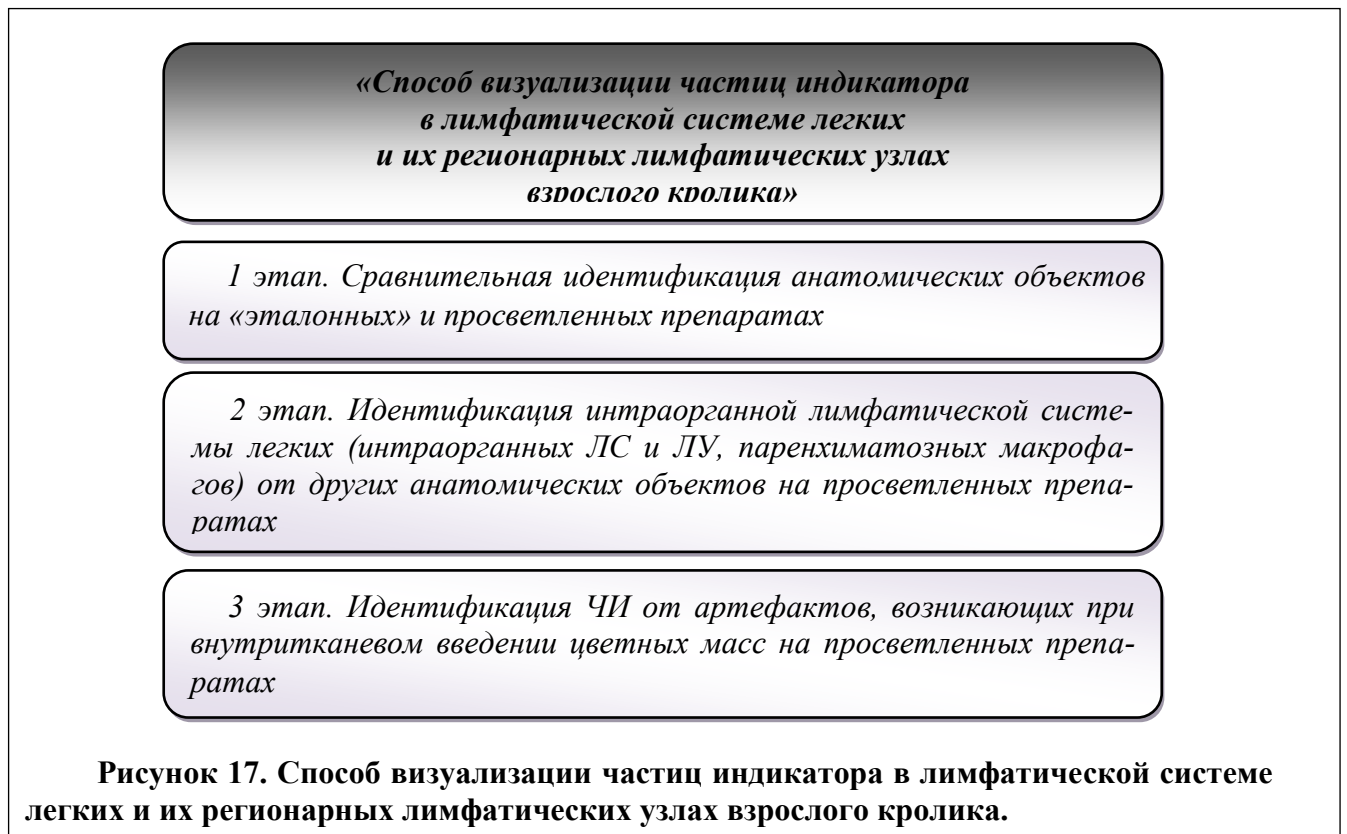 «Способ визуализации частиц индикатора
в лимфатической системе легких
и их регионарных лимфатических узлах
взрослого кролика»
1 этап. Сравнительная идентификация анатомических объектов
на «эталонных» и просветленных препаратах
2 этап. Идентификация интраорганной лимфатической систе-
мы легких (интраорганных ЛС и ЛУ, паренхиматозных макрофа-
гов) от других анатомических объектов на просветленных препа-
ратах
3 этап. Идентификация ЧИ от артефактов, возникающих при
внутритканевом введении цветных масс на просветленных препа-
ратах
Рисунок 17. Способ визуализации частиц индикатора в лимфатической системе
легких и их регионарных лимфатических узлах взрослого кролика.